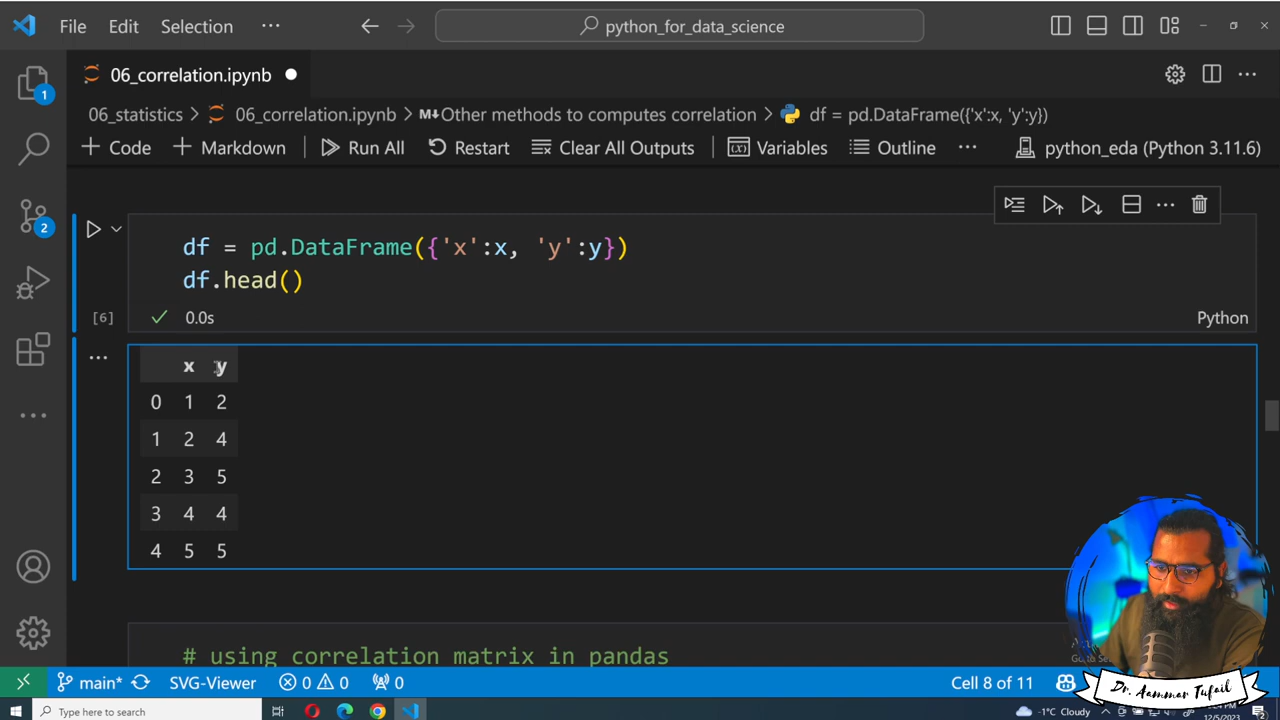 File Edit Selection ··· python_for_data_science
06_correlation.ipynb
06_statistics > 06_correlation.ipynb > M↓Other methods to computes correlation > df = pd.DataFrame({'x':x, 'y':y})
+ Code + Markdown Run All Restart Clear All Outputs Variables Outline ··· python_eda (Python 3.11.6)
df = pd.DataFrame({'x':x, 'y':y})
df.head()
[6] 0.0s Python
x y
0 1 2
1 2 4
2 3 5
3 4 4
4 5 5
# using correlation matrix in pandas
1
2
main* SVG-Viewer 0 0 0 Cell 8 of 11
Dr. Aammar Tufail
Type here to search -1°C Cloudy 12/5/2023